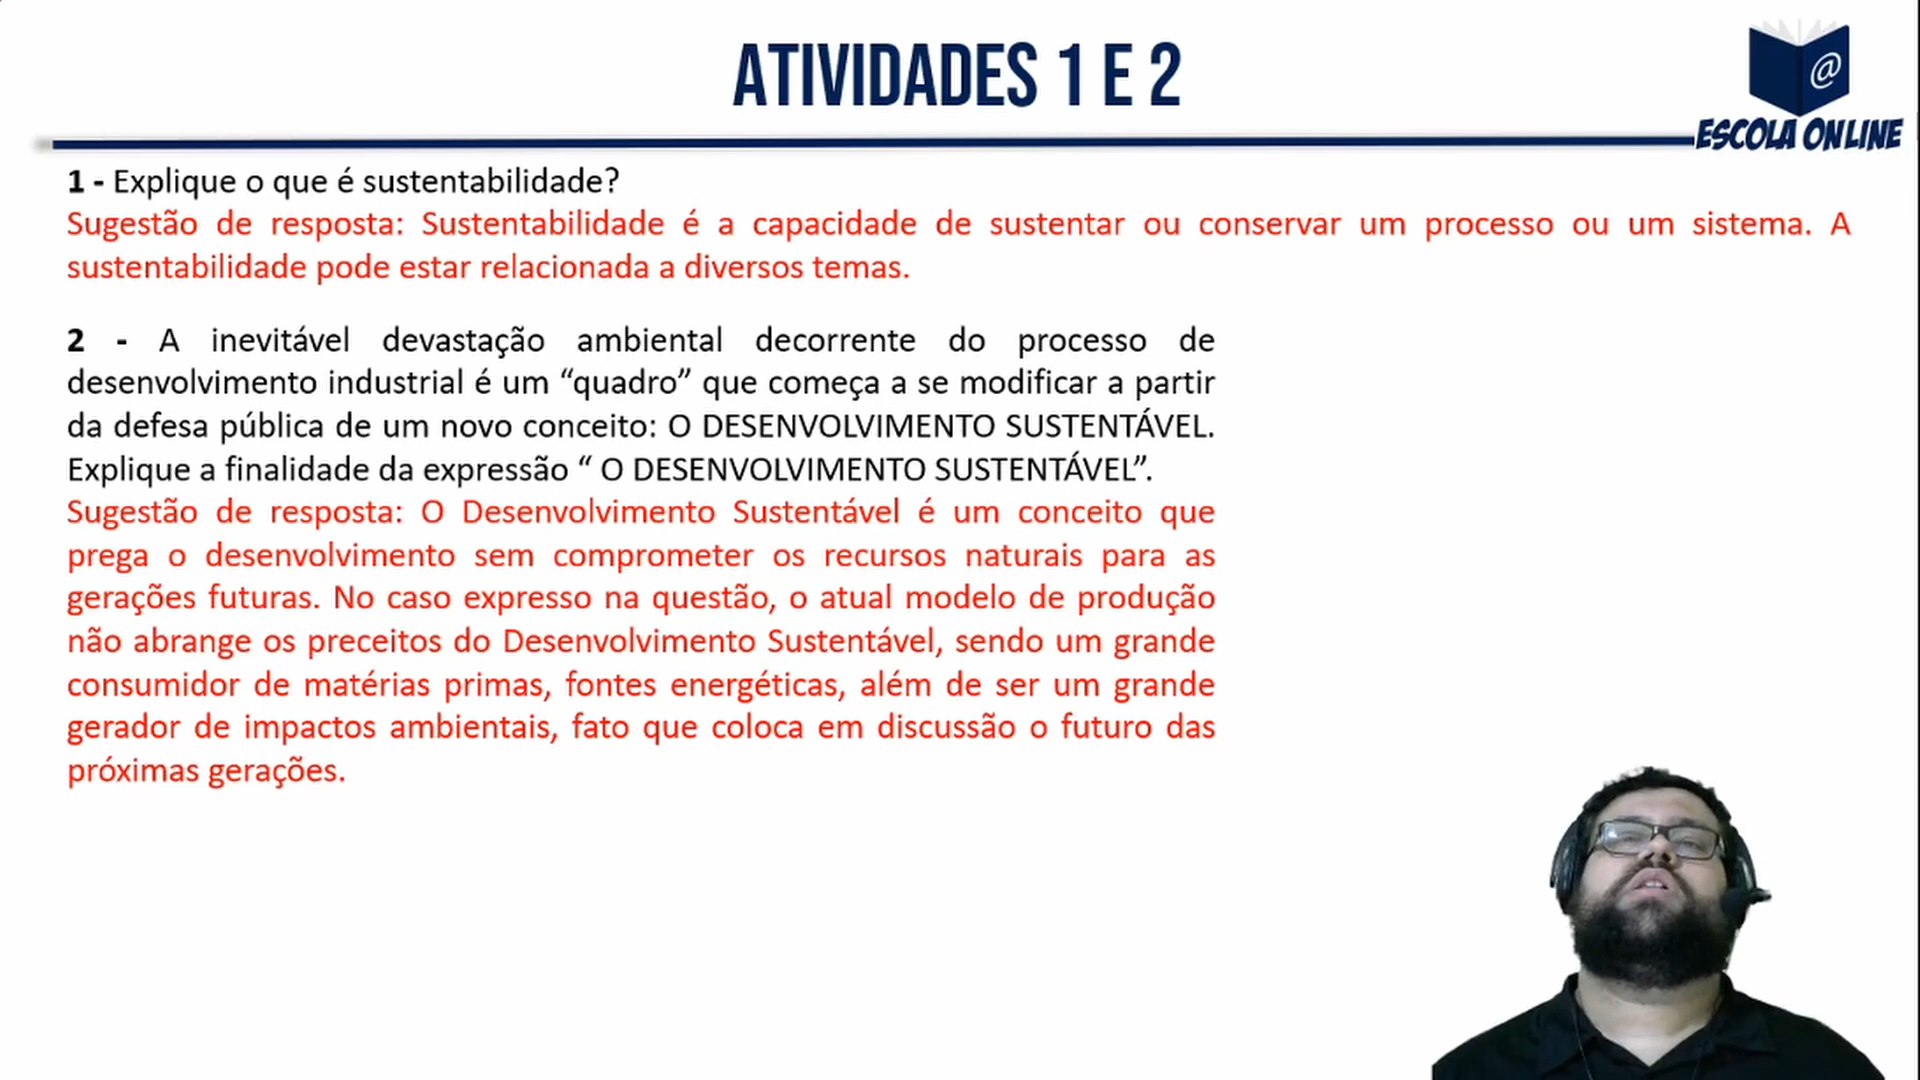 ATIVIDADES 1 E 2
@
ESCOLA ONLINE
1 - Explique o que é sustentabilidade?
Sugestão de resposta: Sustentabilidade é a capacidade de sustentar ou conservar um processo ou um sistema. A
sustentabilidade pode estar relacionada a diversos temas.
2 - A inevitável devastação ambiental decorrente do processo de
desenvolvimento industrial é um “quadro” que começa a se modificar a partir
da defesa pública de um novo conceito: O DESENVOLVIMENTO SUSTENTÁVEL.
Explique a finalidade da expressão “ O DESENVOLVIMENTO SUSTENTÁVEL”.
Sugestão de resposta: O Desenvolvimento Sustentável é um conceito que
prega o desenvolvimento sem comprometer os recursos naturais para as
gerações futuras. No caso expresso na questão, o atual modelo de produção
não abrange os preceitos do Desenvolvimento Sustentável, sendo um grande
consumidor de matérias primas, fontes energéticas, além de ser um grande
gerador de impactos ambientais, fato que coloca em discussão o futuro das
próximas gerações.